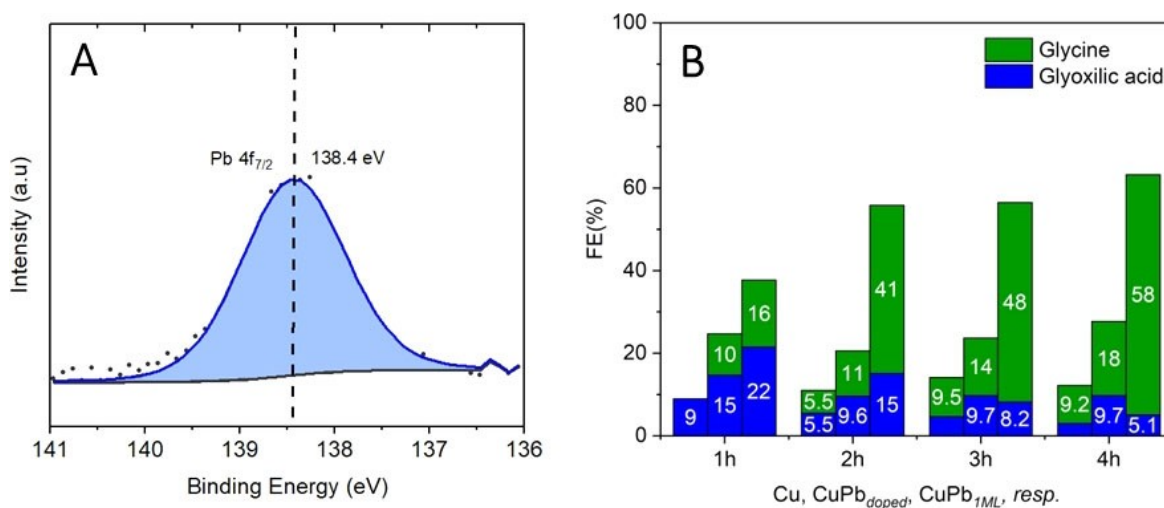 A
Pb 4f7/2
138.4 eV
Intensity (a.u)
141 140 139 138 137 136
Binding Energy (eV)
B
Glycine
Glyoxilic acid
FE(%)
100
80
60
40
20
0
9
10
15
16
22
5.5
5.5
11
9.6
41
15
9.5
14
9.7
48
8.2
9.2
18
9.7
58
5.1
1h 2h 3h 4h
Cu, CuPbdoped, CuPb1ML, resp.